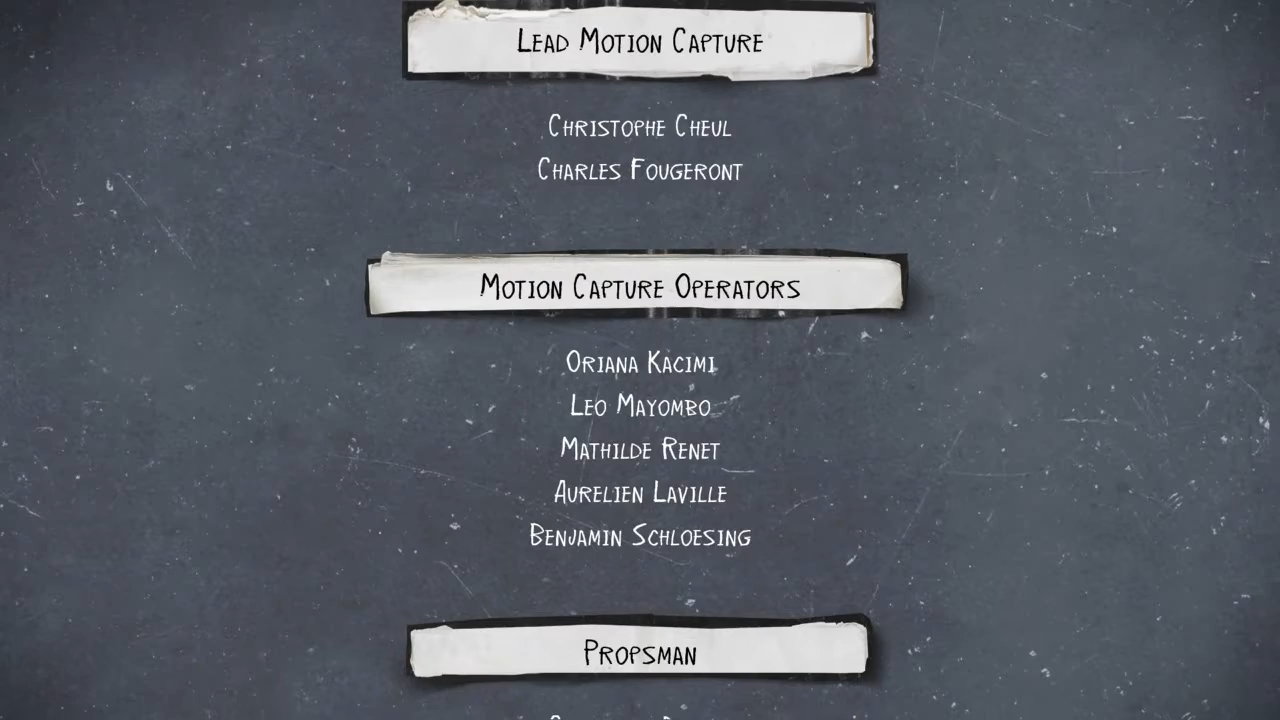 Lead Motion Capture
Christophe Cheul
Charles Fougeront
Motion Capture Operators
Oriana Kacimi
Leo Mayombo
Mathilde Renet
Aurelien Laville
Benjamin Schloesing
Propsman